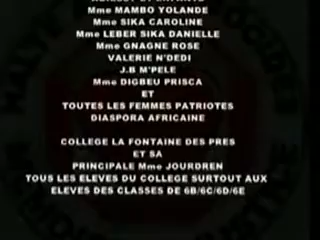 Mme MAMBO YOLANDE
Mme SIKA CAROLINE
Mme LEBER SIKA DANIELLE
Mme GNAGNE ROSE
VALERIE N'DEDI
J.B M'PELE
Mme DIGBEU PRISCA
ET
TOUTES LES FEMMES PATRIOTES
DIASPORA AFRICAINE
COLLEGE LA FONTAINE DES PRES
ET SA
PRINCIPALE Mme JOURDREN
TOUS LES ELEVES DU COLLEGE SURTOUT AUX
ELEVES DES CLASSES DE 6B/6C/6D/6E